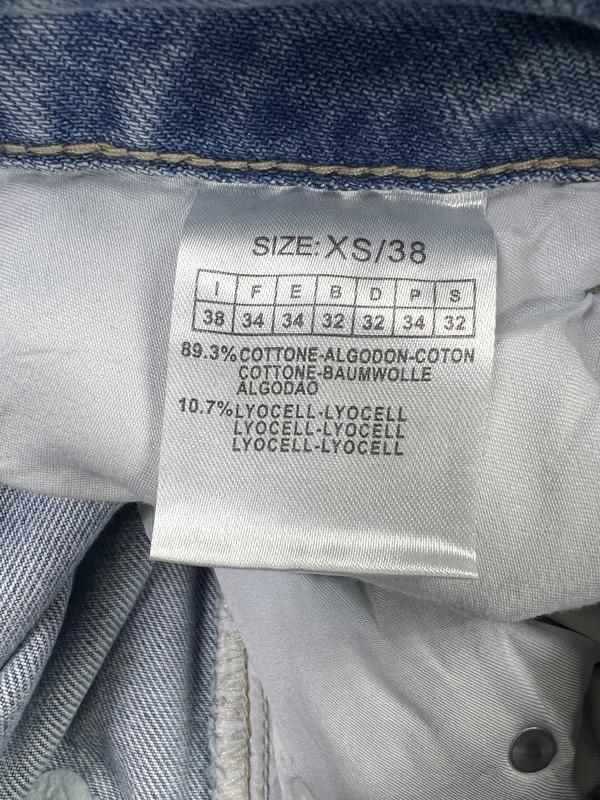 SIZE: XS/38
I F E B D P S
38 34 34 32 32 34 32
89.3% COTTONE-ALGODON-COTON
COTTONE-BAUMWOLLE
ALGODAO
10.7% LYOCELL-LYOCELL
LYOCELL-LYOCELL
LYOCELL-LYOCELL